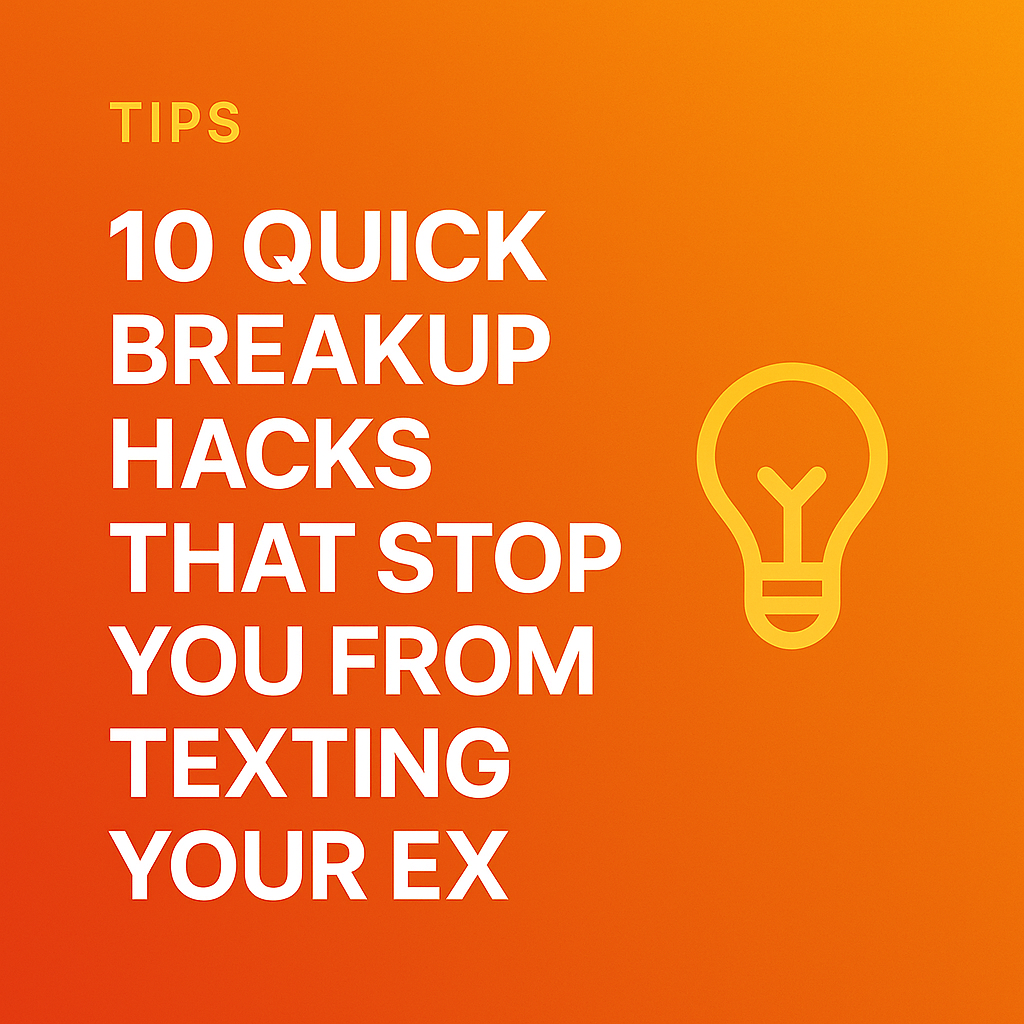 TIPS
10 QUICK
BREAKUP
HACKS
THAT STOP
YOU FROM
TEXTING
YOUR EX